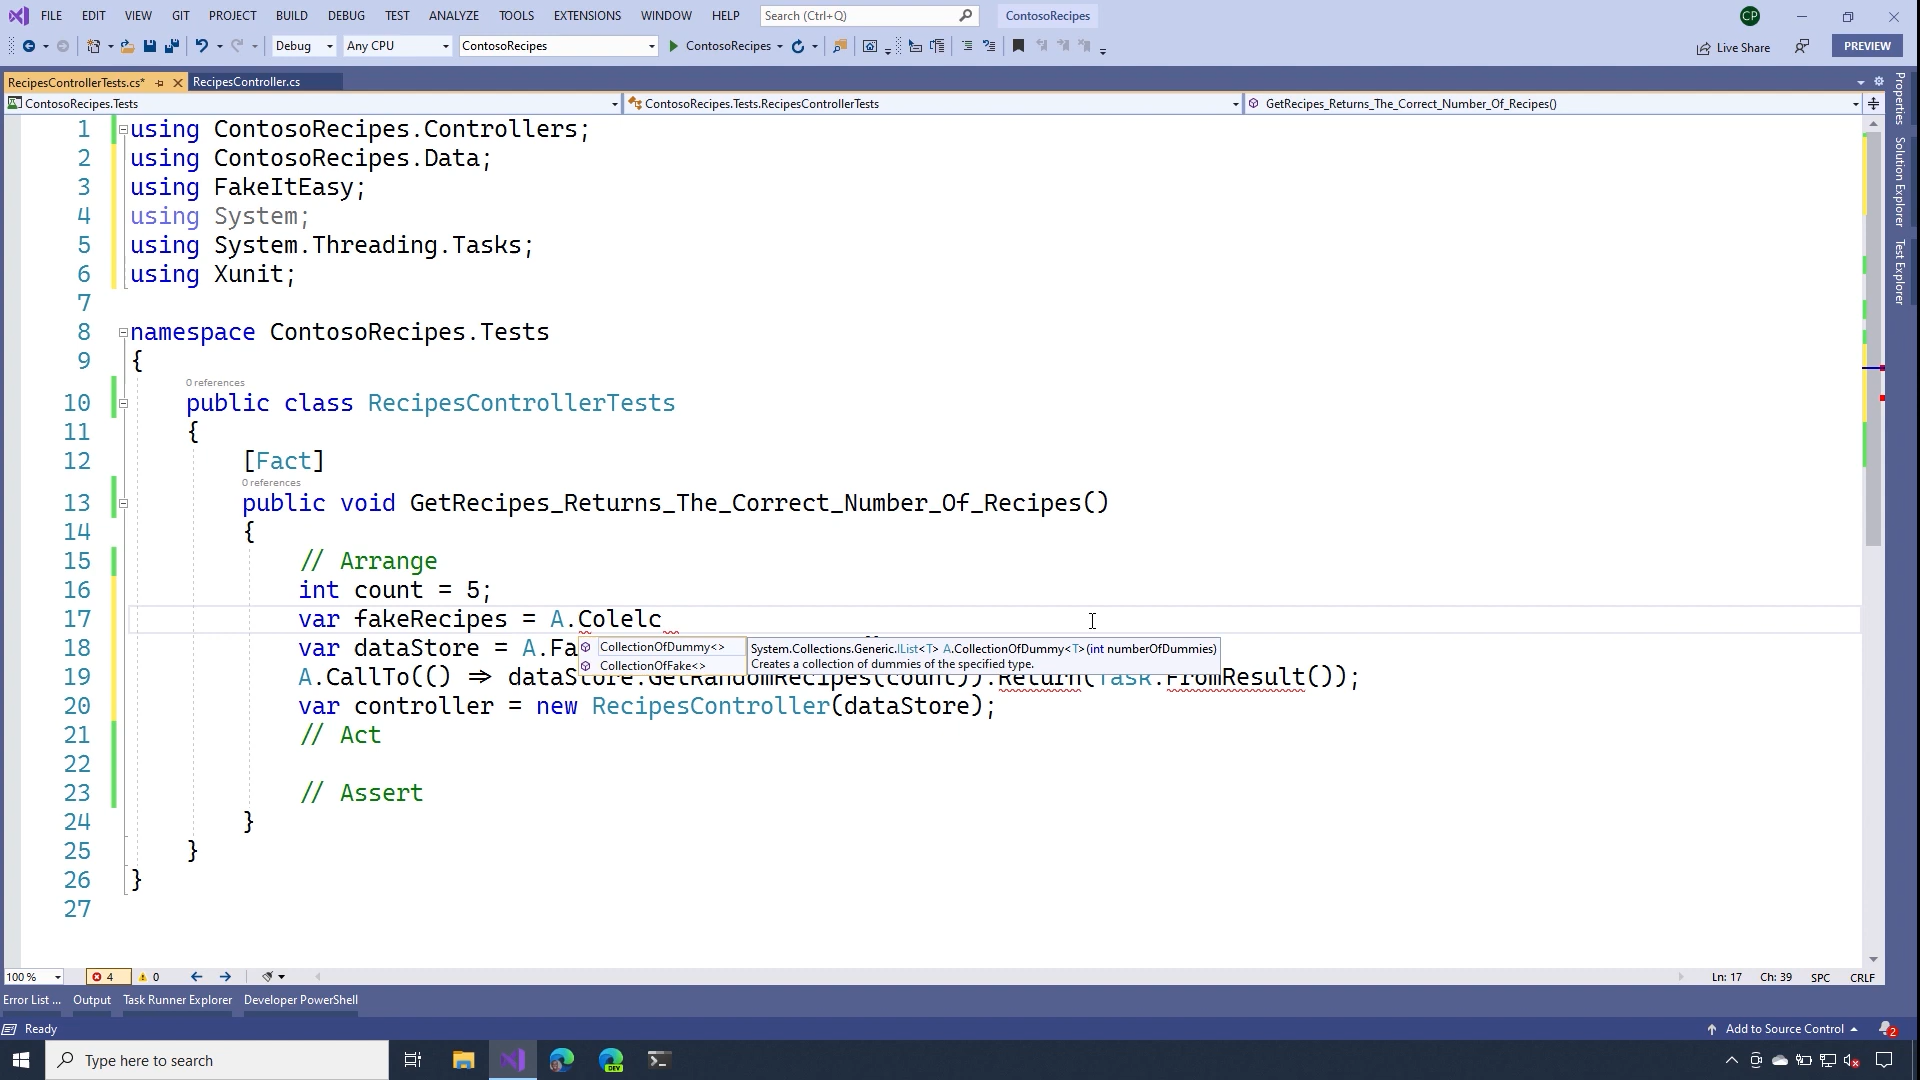 FILE EDIT VIEW GIT PROJECT BUILD DEBUG TEST ANALYZE TOOLS EXTENSIONS WINDOW HELP Search (Ctrl+Q) ContosoRecipes CP
Debug Any CPU ContosoRecipes ContosoRecipes Live Share PREVIEW
RecipesControllerTests.cs* RecipesController.cs
ContosoRecipes.Tests ContosoRecipes.Tests.RecipesControllerTests GetRecipes_Returns_The_Correct_Number_Of_Recipes()
Properties
Solution Explorer
Test Explorer
1 using ContosoRecipes.Controllers;
2 using ContosoRecipes.Data;
3 using FakeItEasy;
4 using System;
5 using System.Threading.Tasks;
6 using Xunit;
7
8 namespace ContosoRecipes.Tests
9 {
0 references
10 public class RecipesControllerTests
11 {
12 [Fact]
0 references
13 public void GetRecipes_Returns_The_Correct_Number_Of_Recipes()
14 {
15 // Arrange
16 int count = 5;
17 var fakeRecipes = A.Colelc
18 var dataStore = A.Fa
CollectionOfDummy<>
CollectionOfFake<>
System.Collections.Generic.IList<T> A.CollectionOfDummy<T>(int numberOfDummies)
Creates a collection of dummies of the specified type.
19 A.CallTo(() => dataStore.GetRandomRecipes(count)).Return(Task.FromResult());
20 var controller = new RecipesController(dataStore);
21 // Act
22
23 // Assert
24 }
25 }
26 }
27
100 % 4 0 Ln: 17 Ch: 39 SPC CRLF
Error List ... Output Task Runner Explorer Developer PowerShell
Ready Add to Source Control 2
Type here to search DEV